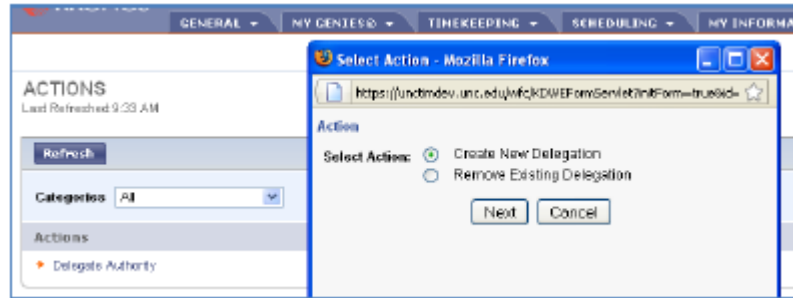 GENERAL MY GENIES® TIMEKEEPING SCHEDULING MY INFORMA
Select Action - Mozilla Firefox
ACTIONS
Last Refreshed: 9:33 AM
https://unctimdev.unc.edu/wfc/KDWEFormServlet?initForm=true&id=
Action
Refresh
Select Action: Create New Delegation
Remove Existing Delegation
Categories All
Next Cancel
Actions
Delegate Authority